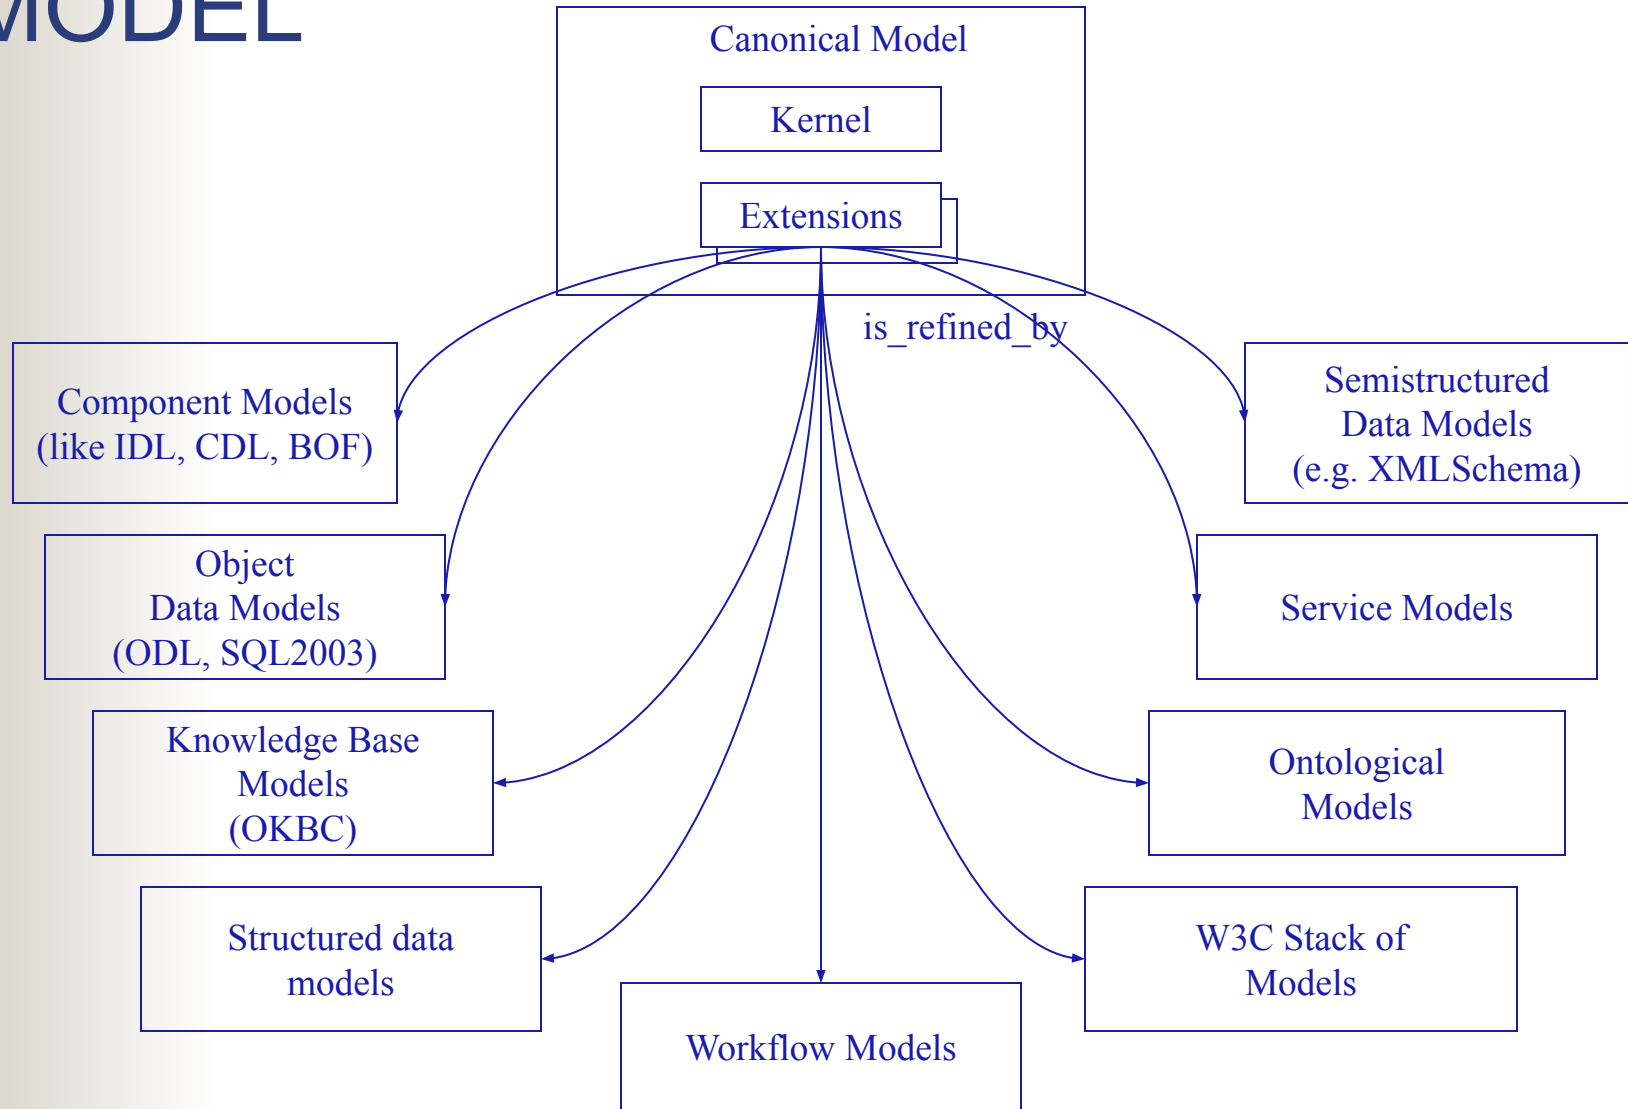 MODEL
Canonical Model
Kernel
Extensions
is_refined_by
Component Models
(like IDL, CDL, BOF)
Semistructured
Data Models
(e.g. XMLSchema)
Object
Data Models
(ODL, SQL2003)
Service Models
Knowledge Base
Models
(OKBC)
Ontological
Models
Structured data
models
W3C Stack of
Models
Workflow Models